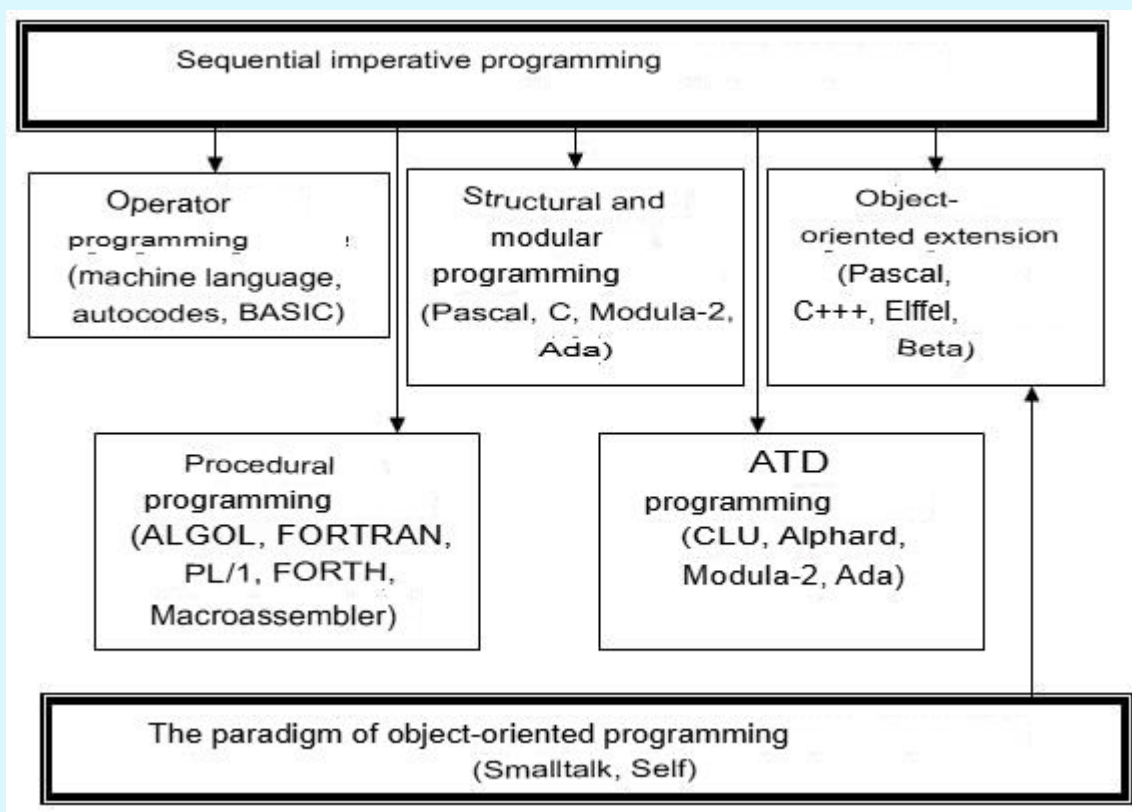 Sequential imperative programming
Operator
programming
(machine language,
autocodes, BASIC)
Structural and
modular
programming
(Pascal, C, Modula-2,
Ada)
Object-
oriented extension
(Pascal,
C+++, Elffel,
Beta)
Procedural
programming
(ALGOL, FORTRAN,
PL/1, FORTH,
Macroassembler)
ATD
programming
(CLU, Alphard,
Modula-2, Ada)
The paradigm of object-oriented programming
(Smalltalk, Self)